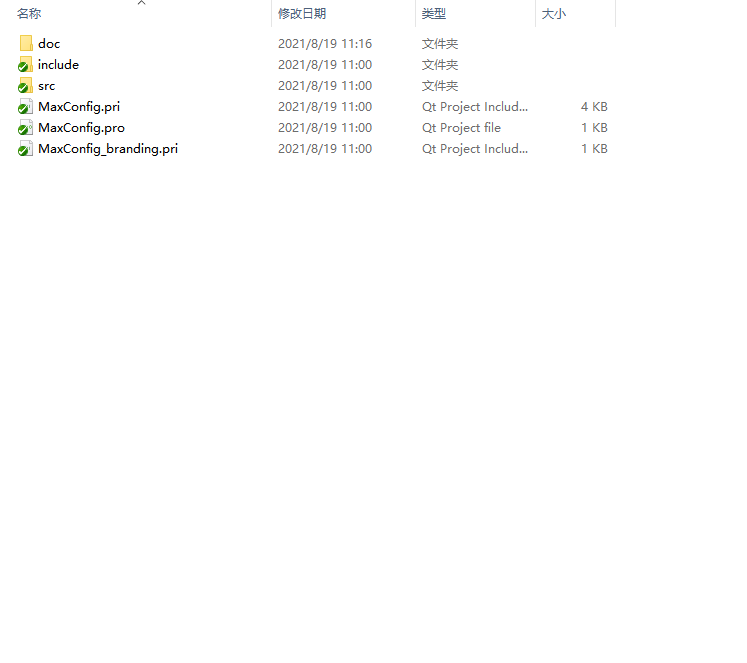 名称 修改日期 类型 大小
doc 2021/8/19 11:16 文件夹
include 2021/8/19 11:00 文件夹
src 2021/8/19 11:00 文件夹
MaxConfig.pri 2021/8/19 11:00 Qt Project Includ... 4 KB
MaxConfig.pro 2021/8/19 11:00 Qt Project file 1 KB
MaxConfig_branding.pri 2021/8/19 11:00 Qt Project Includ... 1 KB